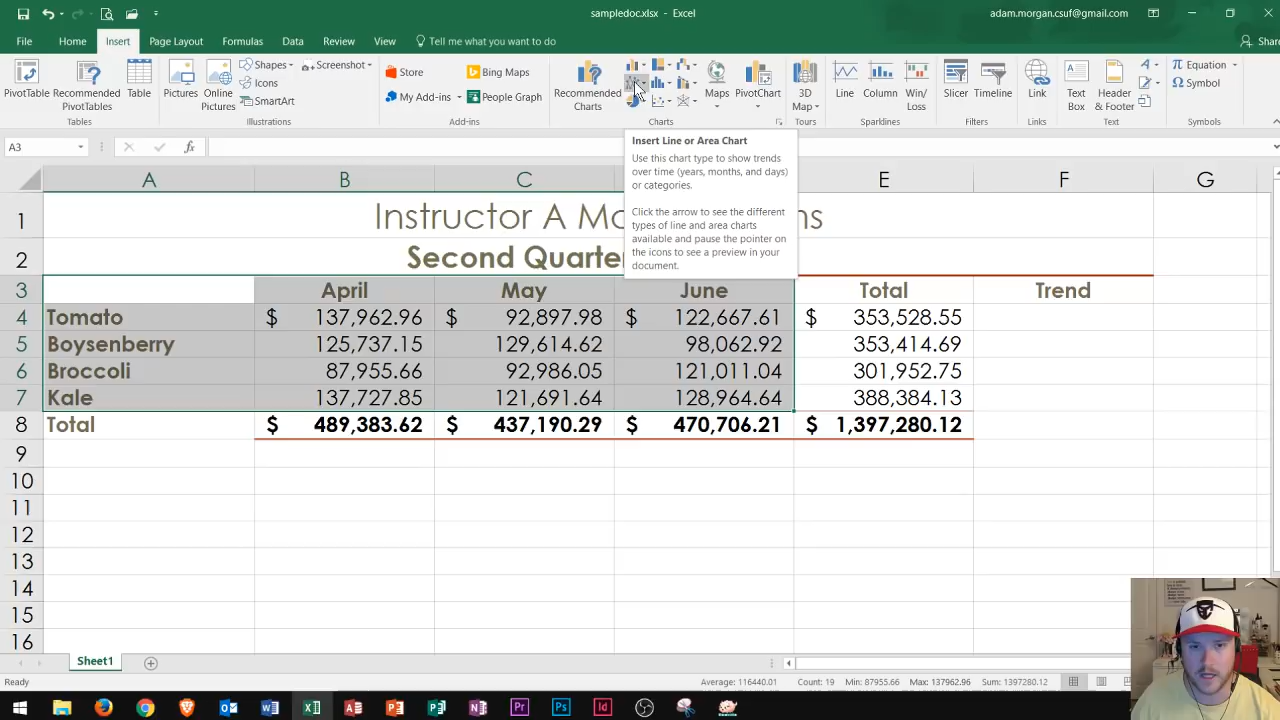 sampledoc.xlsx - Excel
adam.morgan.csuf@gmail.com
File Home Insert Page Layout Formulas Data Review View Tell me what you want to do
Share
PivotTable
Recommended
PivotTables
Table
Tables
Pictures
Online
Pictures
Shapes
Icons
SmartArt
Screenshot
Illustrations
Store
My Add-ins
Bing Maps
People Graph
Add-ins
Recommended
Charts
Maps
PivotChart
Charts
3D
Map
Tours
Line
Column
Sparklines
Slicer
Timeline
Filters
Link
Links
Text
Box
Header
& Footer
Text
Equation
Symbol
Symbols
A3
fx
Insert Line or Area Chart
Use this chart type to show trends
over time (years, months, and days)
or categories.
Click the arrow to see the different
types of line and area charts
available and pause the pointer on
the icons to see a preview in your
document.
A B C E F G
1 Instructor A
2 Second
3 April May June Total Trend
4 Tomato $ 137,962.96 $ 92,897.98 $ 122,667.61 $ 353,528.55
5 Boysenberry 125,737.15 129,614.62 98,062.92 353,414.69
6 Broccoli 87,955.66 92,986.05 121,011.04 301,952.75
7 Kale 137,727.85 121,691.64 128,964.64 388,384.13
8 Total $ 489,383.62 $ 437,190.29 $ 470,706.21 $ 1,397,280.12
9
10
11
12
13
14
15
16
Sheet1
Ready
Average: 116440.01 Count: 19 Min: 87955.66 Max: 137962.96 Sum: 1397280.12